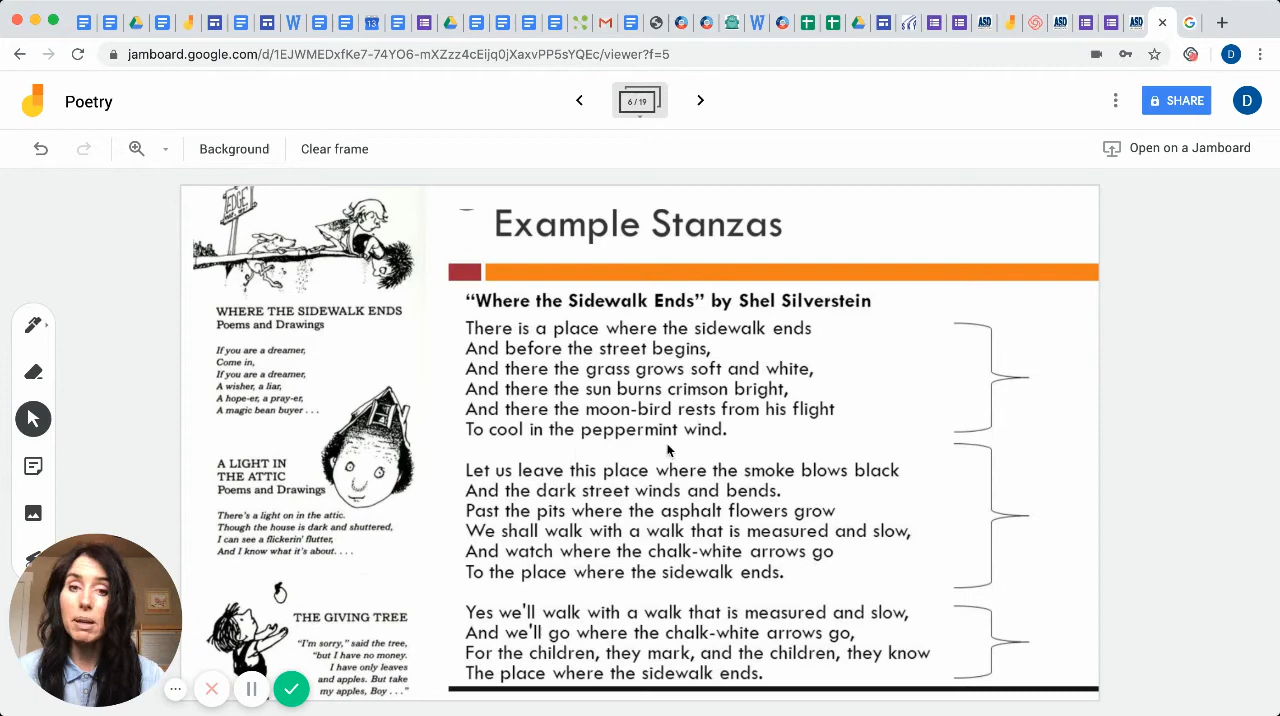 13
jamboard.google.com/d/1EJWMEDxfKe7-74YO6-mXZzz4cEijq0jXaxvPP5sYQEc/viewer?f=5
D
Poetry
6 / 19
SHARE
D
Background
Clear frame
Open on a Jamboard
EDGE
Example Stanzas
WHERE THE SIDEWALK ENDS
Poems and Drawings
If you are a dreamer,
Come in,
If you are a dreamer,
A wisher, a liar,
A hope-er, a pray-er,
A magic bean buyer . . .
A LIGHT IN
THE ATTIC
Poems and Drawings
There's a light on in the attic.
Though the house is dark and shuttered,
I can see a flickerin' flutter,
And I know what it's about. . . .
THE GIVING TREE
"I'm sorry," said the tree,
"but I have no money.
I have only leaves
and apples. But take
my apples, Boy . . ."
“Where the Sidewalk Ends” by Shel Silverstein
There is a place where the sidewalk ends
And before the street begins,
And there the grass grows soft and white,
And there the sun burns crimson bright,
And there the moon-bird rests from his flight
To cool in the peppermint wind.
Let us leave this place where the smoke blows black
And the dark street winds and bends.
Past the pits where the asphalt flowers grow
We shall walk with a walk that is measured and slow,
And watch where the chalk-white arrows go
To the place where the sidewalk ends.
Yes we'll walk with a walk that is measured and slow,
And we'll go where the chalk-white arrows go,
For the children, they mark, and the children, they know
The place where the sidewalk ends.